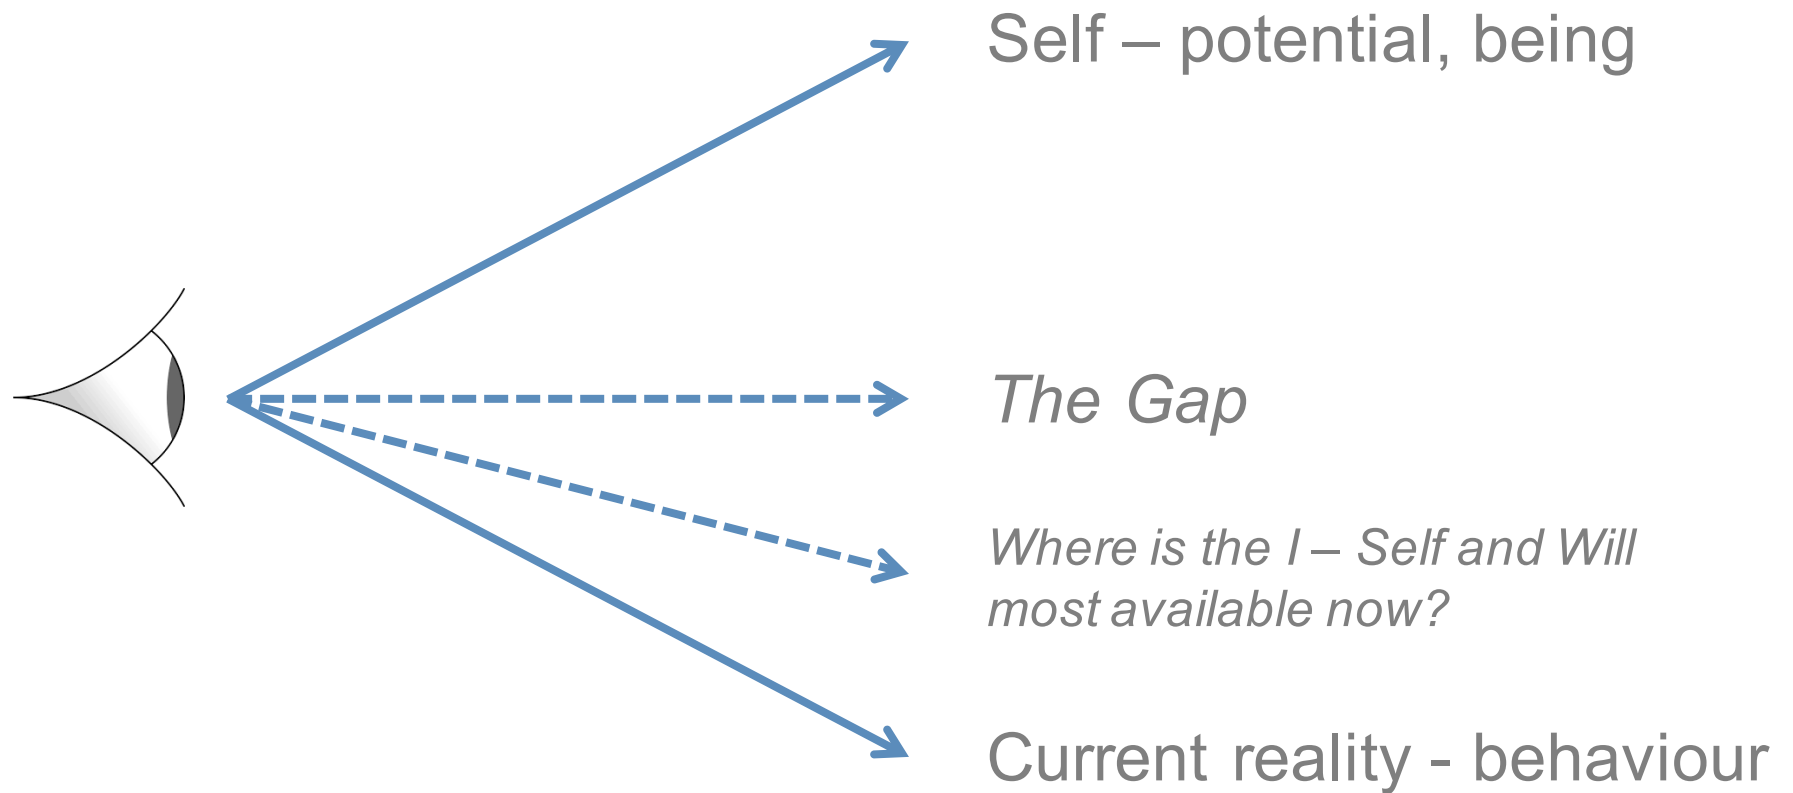 Self – potential, being
The Gap
Where is the I – Self and Will
most available now?
Current reality - behaviour